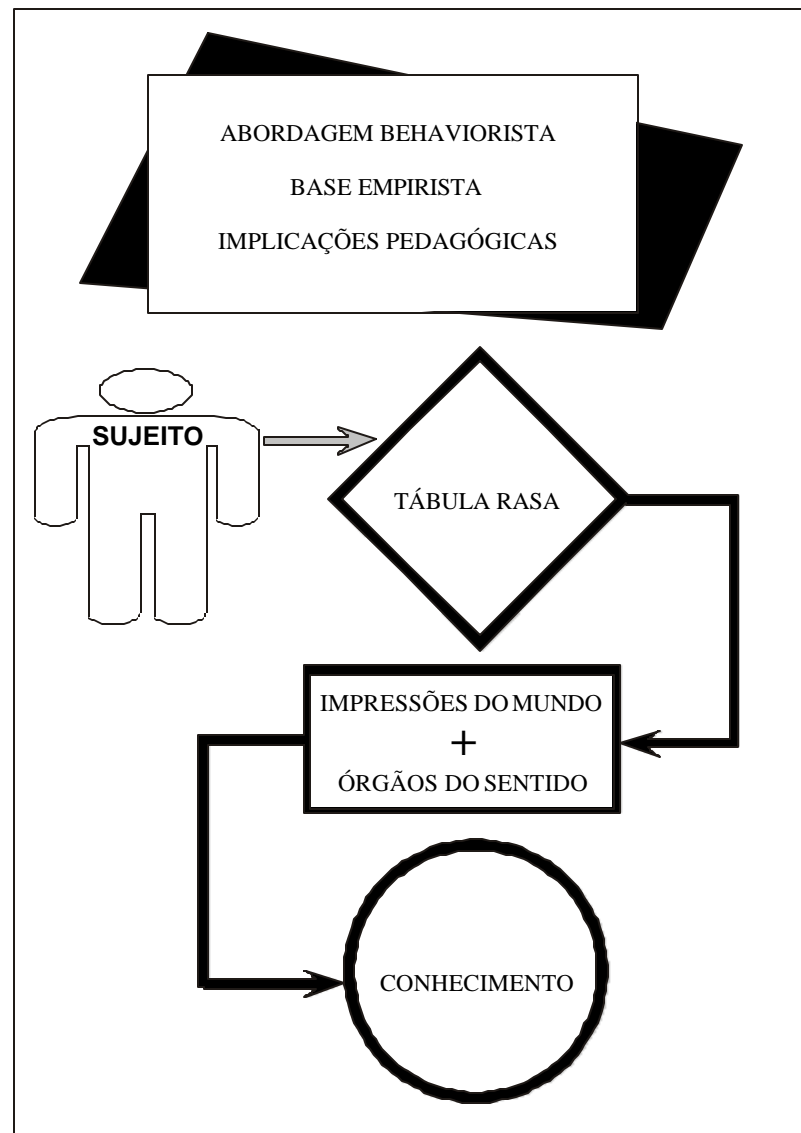 ABORDAGEM BEHAVIORISTA
BASE EMPIRISTA
IMPLICAÇÕES PEDAGÓGICAS
SUJEITO
TÁBULA RASA
IMPRESSÕES DO MUNDO
+
ÓRGÃOS DO SENTIDO
CONHECIMENTO